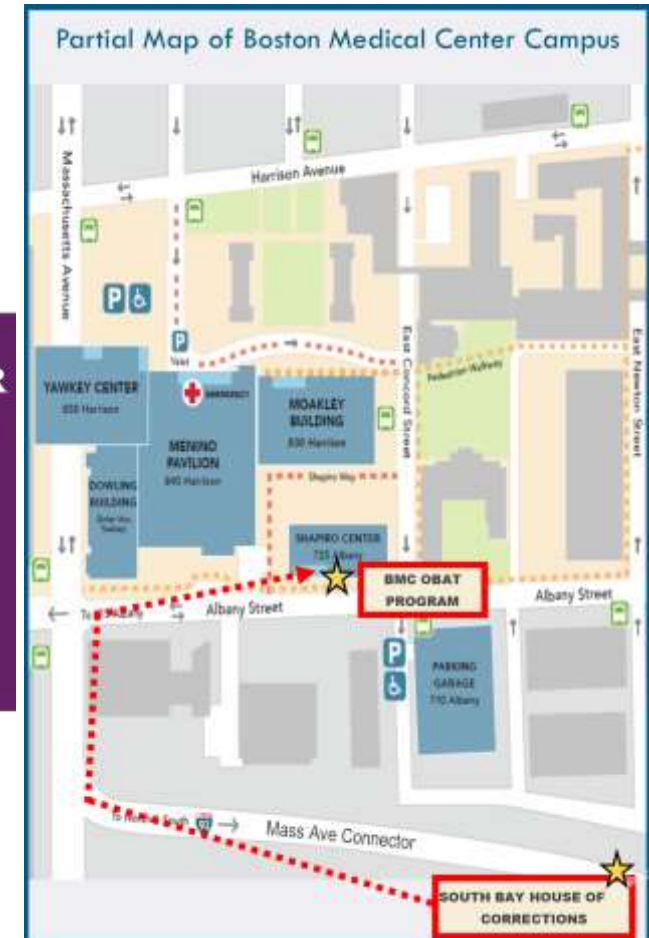 Partial Map of Boston Medical Center Campus
Massachusetts Avenue
Harrison Avenue
P
P
Valet
East Concord Street
East Newton Street
Pedestrian Walkway
R
YAWKEY CENTER
850 Harrison
EMERGENCY
MENINO
PAVILION
840 Harrison
MOAKLEY
BUILDING
830 Harrison
DOWLING
BUILDING
Shapiro Way
SHAPIRO CENTER
725 Albany
BMC OBAT
PROGRAM
Albany Street
Albany Street
P
PARKING
GARAGE
710 Albany
Mass Ave Connector
SOUTH BAY HOUSE OF
CORRECTIONS